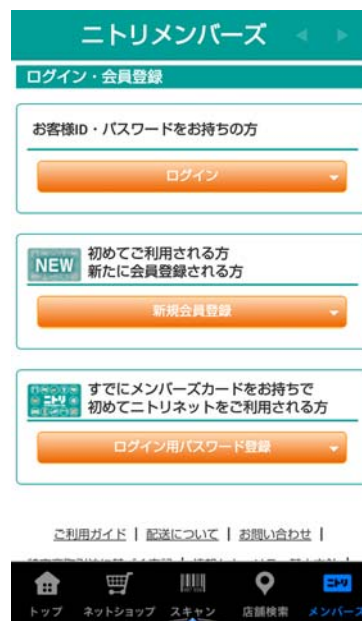 ニトリメンバーズ
ログイン・会員登録
お客様ID・パスワードをお持ちの方
ログイン
NEW
初めてご利用される方
新たに会員登録される方
新規会員登録
ニトリ
すでにメンバーズカードをお持ちで
初めてニトリネットをご利用される方
ログイン用パスワード登録
ご利用ガイド | 配送について | お問い合わせ |
ニトリ
トップ ネットショップ スキャン 店舗検索 メンバーズ